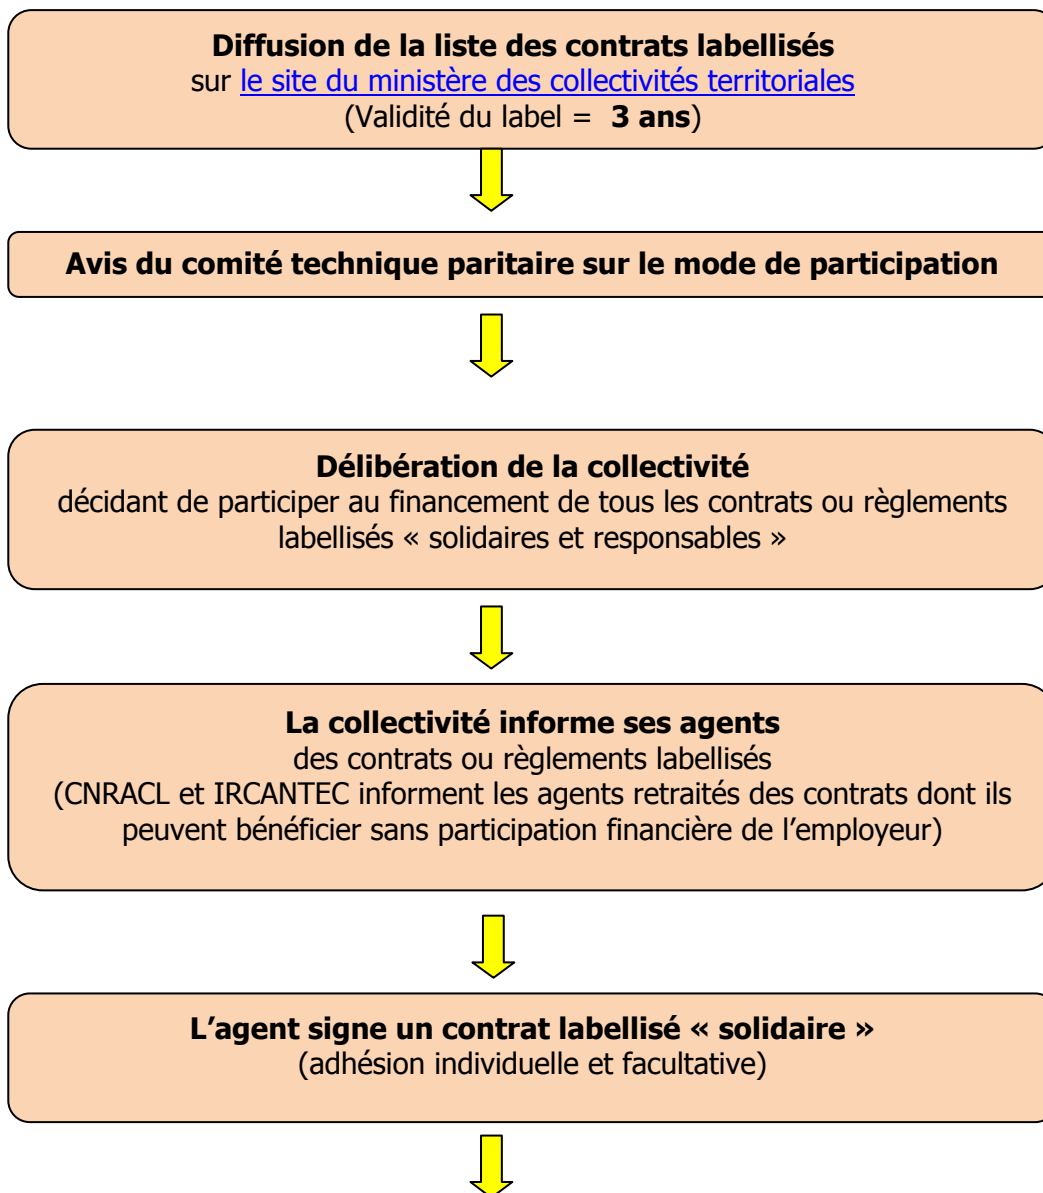 Diffusion de la liste des contrats labellisés
sur le site du ministère des collectivités territoriales
(Validité du label =  3 ans)
Avis du comité technique paritaire sur le mode de participation
Délibération de la collectivité
décidant de participer au financement de tous les contrats ou règlements
labellisés « solidaires et responsables »
La collectivité informe ses agents
des contrats ou règlements labellisés
(CNRACL et IRCANTEC informent les agents retraités des contrats dont ils
peuvent bénéficier sans participation financière de l’employeur)
L’agent signe un contrat labellisé « solidaire »
(adhésion individuelle et facultative)